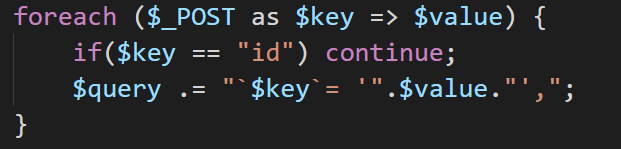 foreach ($_POST as $key => $value) {
    if($key == "id") continue;
    $query .= "`$key`= '".$value."',";
}